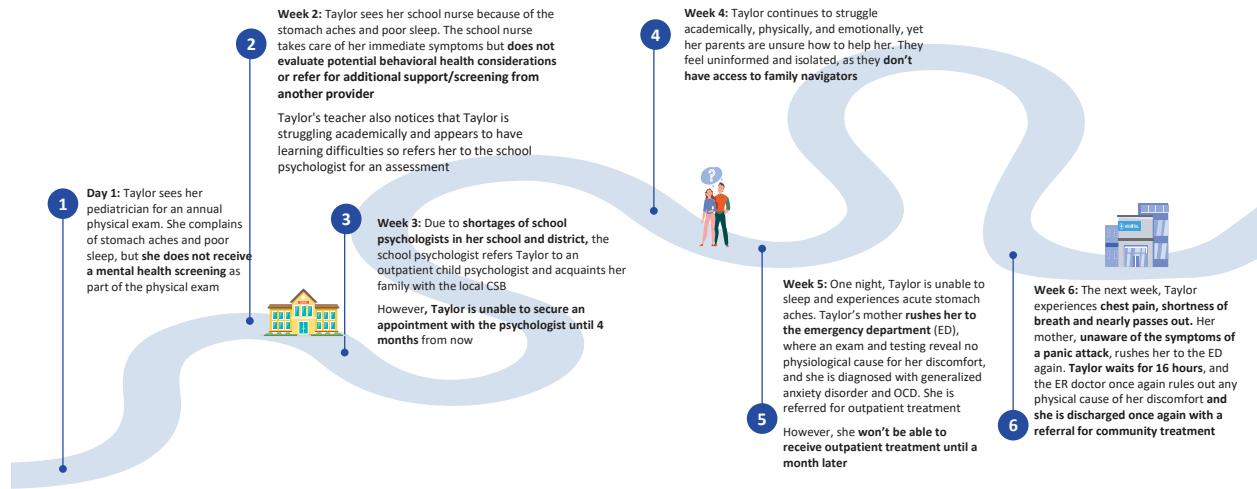 1
Day 1: Taylor sees her
pediatrician for an annual
physical exam. She complains
of stomach aches and poor
sleep, but she does not receive
a mental health screening as
part of the physical exam
2
Week 2: Taylor sees her school nurse because of the
stomach aches and poor sleep. The school nurse
takes care of her immediate symptoms but does not
evaluate potential behavioral health considerations
or refer for additional support/screening from
another provider
Taylor's teacher also notices that Taylor is
struggling academically and appears to have
learning difficulties so refers her to the school
psychologist for an assessment
3
Week 3: Due to shortages of school
psychologists in her school and district, the
school psychologist refers Taylor to an
outpatient child psychologist and acquaints her
family with the local CSB
However, Taylor is unable to secure an
appointment with the psychologist until 4
months from now
4
Week 4: Taylor continues to struggle
academically, physically, and emotionally, yet
her parents are unsure how to help her. They
feel uninformed and isolated, as they don't
have access to family navigators
?
5
Week 5: One night, Taylor is unable to
sleep and experiences acute stomach
aches. Taylor's mother rushes her to
the emergency department (ED),
where an exam and testing reveal no
physiological cause for her discomfort,
and she is diagnosed with generalized
anxiety disorder and OCD. She is
referred for outpatient treatment
However, she won't be able to
receive outpatient treatment until a
month later
6
Week 6: The next week, Taylor
experiences chest pain, shortness of
breath and nearly passes out. Her
mother, unaware of the symptoms of
a panic attack, rushes her to the ED
again. Taylor waits for 16 hours, and
the ER doctor once again rules out any
physical cause of her discomfort and
she is discharged once again with a
referral for community treatment